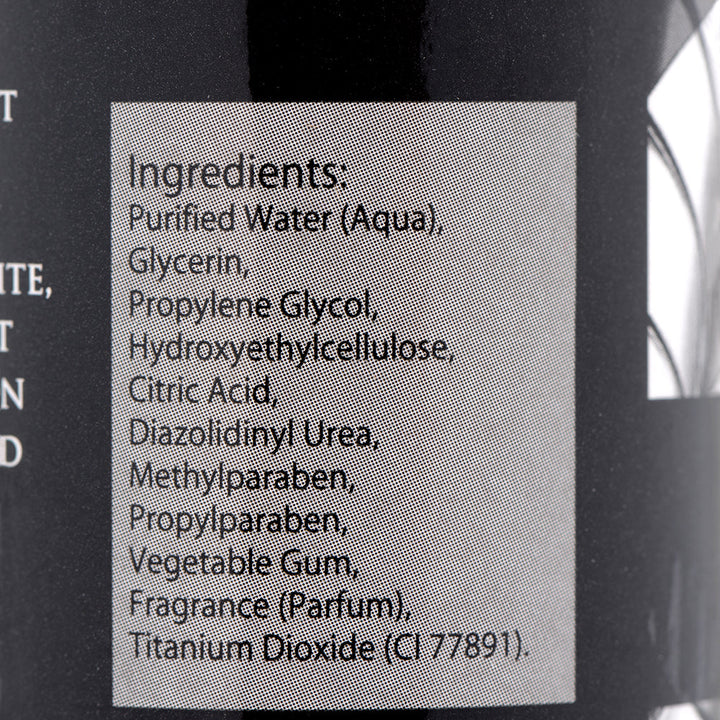 T
ITE,
T
N
D
Ingredients:
Purified Water (Aqua),
Glycerin,
Propylene Glycol,
Hydroxyethylcellulose,
Citric Acid,
Diazolidinyl Urea,
Methylparaben,
Propylparaben,
Vegetable Gum,
Fragrance (Parfum),
Titanium Dioxide (CI 77891).